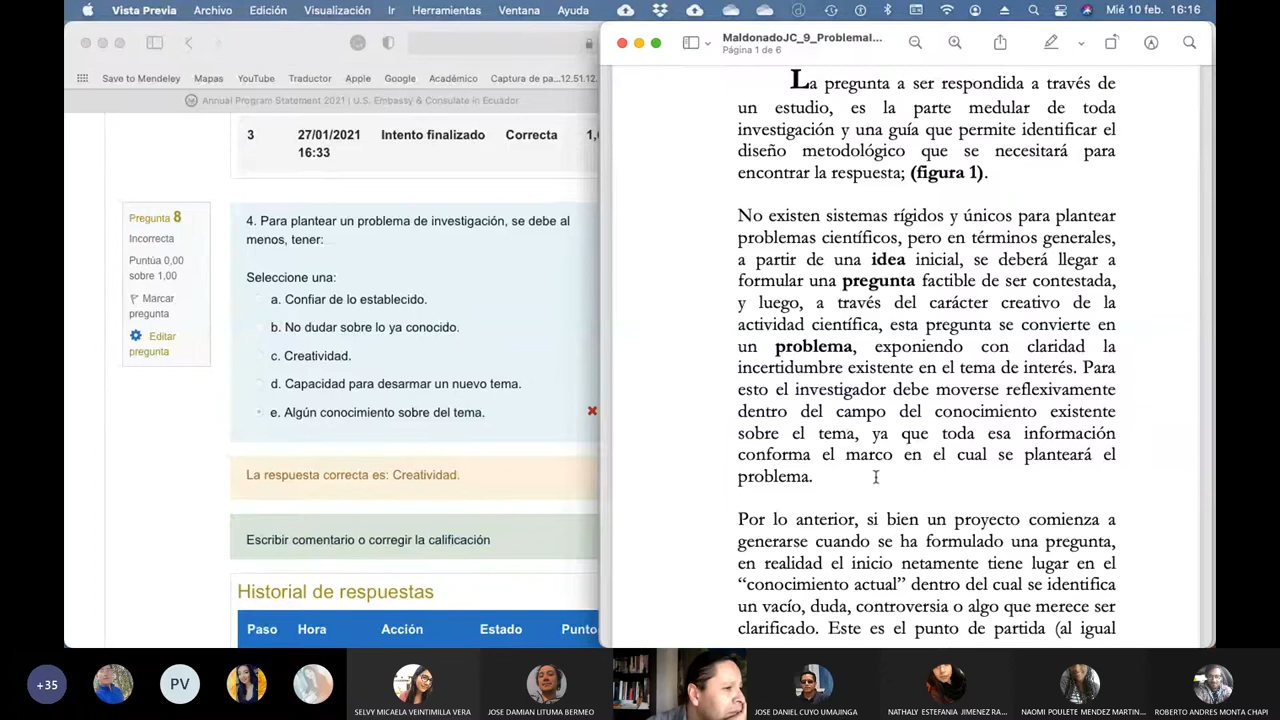 Vista Previa Archivo Edición Visualización Ir Herramientas Ventana Ayuda Mié 10 feb. 16:16
Save to Mendeley Mapas YouTube Traductor Apple Google Académico Captura de pa...12.51.12.
Annual Program Statement 2021 | U.S. Embassy & Consulate in Ecuador
3 27/01/2021 Intento finalizado Correcta 1,
16:33
Pregunta 8
Incorrecta
Puntúa 0,00
sobre 1,00
Marcar
pregunta
Editar
pregunta
4. Para plantear un problema de investigación, se debe al
menos, tener:
Seleccione una:
a. Confiar de lo establecido.
b. No dudar sobre lo ya conocido.
c. Creatividad.
d. Capacidad para desarmar un nuevo tema.
e. Algún conocimiento sobre del tema.
La respuesta correcta es: Creatividad.
Escribir comentario o corregir la calificación
Historial de respuestas
Paso Hora Acción Estado Punto
MaldonadoJC_9_Problemal...
Página 1 de 6
La pregunta a ser respondida a través de
un estudio, es la parte medular de toda
investigación y una guía que permite identificar el
diseño metodológico que se necesitará para
encontrar la respuesta; (figura 1).
No existen sistemas rígidos y únicos para plantear
problemas científicos, pero en términos generales,
a partir de una idea inicial, se deberá llegar a
formular una pregunta factible de ser contestada,
y luego, a través del carácter creativo de la
actividad científica, esta pregunta se convierte en
un problema, exponiendo con claridad la
incertidumbre existente en el tema de interés. Para
esto el investigador debe moverse reflexivamente
dentro del campo del conocimiento existente
sobre el tema, ya que toda esa información
conforma el marco en el cual se planteará el
problema.
Por lo anterior, si bien un proyecto comienza a
generarse cuando se ha formulado una pregunta,
en realidad el inicio netamente tiene lugar en el
“conocimiento actual” dentro del cual se identifica
un vacío, duda, controversia o algo que merece ser
clarificado. Este es el punto de partida (al igual
+35
PV
SELVY MICAELA VEINTIMILLA VERA
JOSE DAMIAN LITUMA BERMEO
JOSE DANIEL CUYO UMAJINGA
NATHALY ESTEFANIA JIMENEZ RA...
NAOMI POULETE MENDEZ MARTIN...
ROBERTO ANDRES MONTA CHAPI